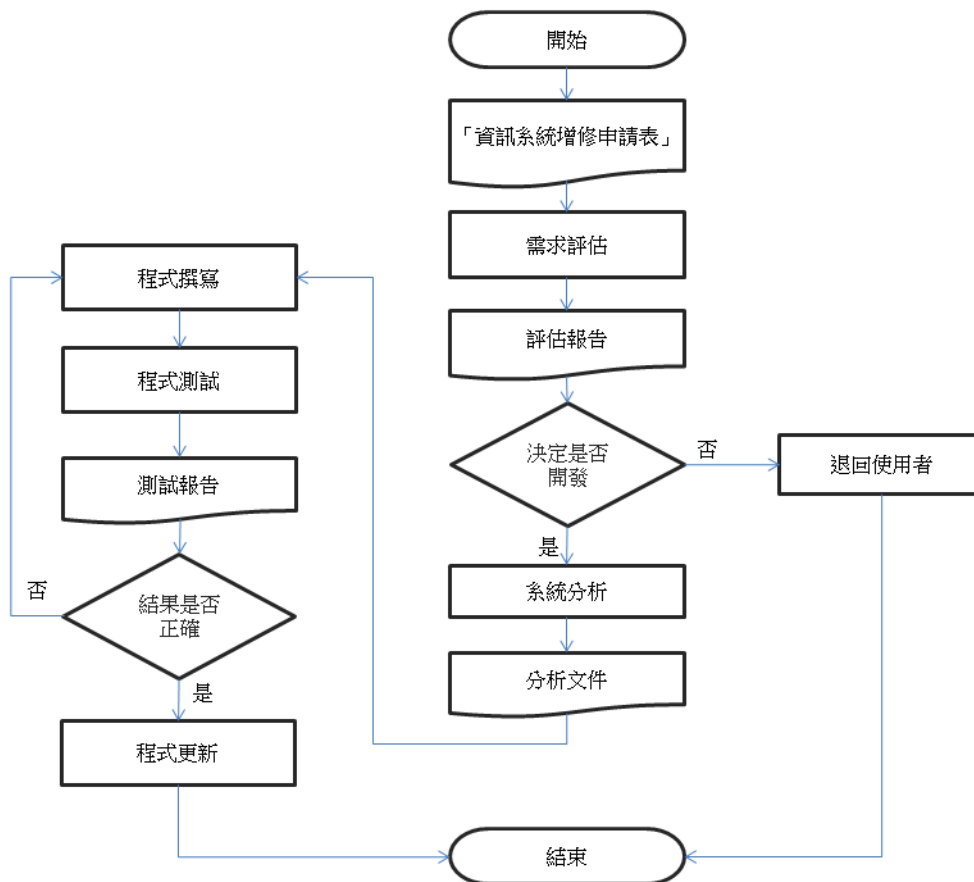 開始
「資訊系統增修申請表」
需求評估
評估報告
決定是否
開發
否
退回使用者
是
系統分析
分析文件
程式撰寫
程式測試
測試報告
結果是否
正確
否
是
程式更新
結束